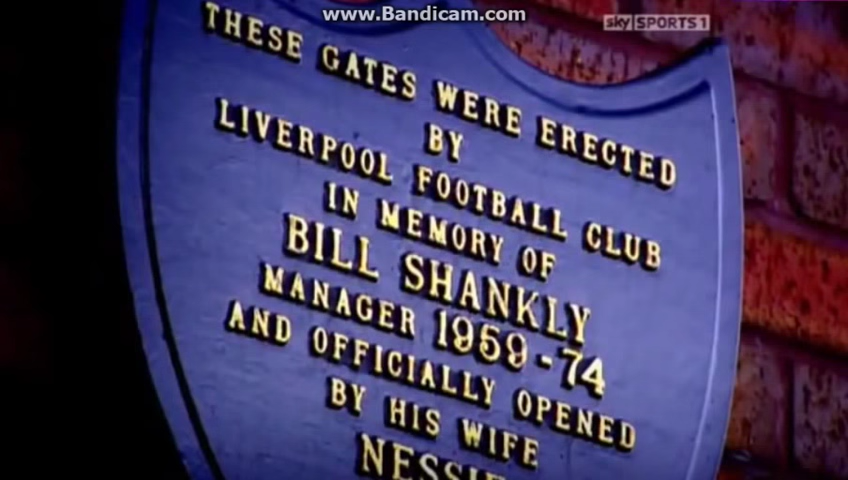 www.Bandicam.com
sky SPORTS 1
THESE GATES WERE ERECTED
BY
LIVERPOOL FOOTBALL CLUB
IN MEMORY OF
BILL SHANKLY
MANAGER 1959-74
AND OFFICIALLY OPENED
BY HIS WIFE
NESSIE